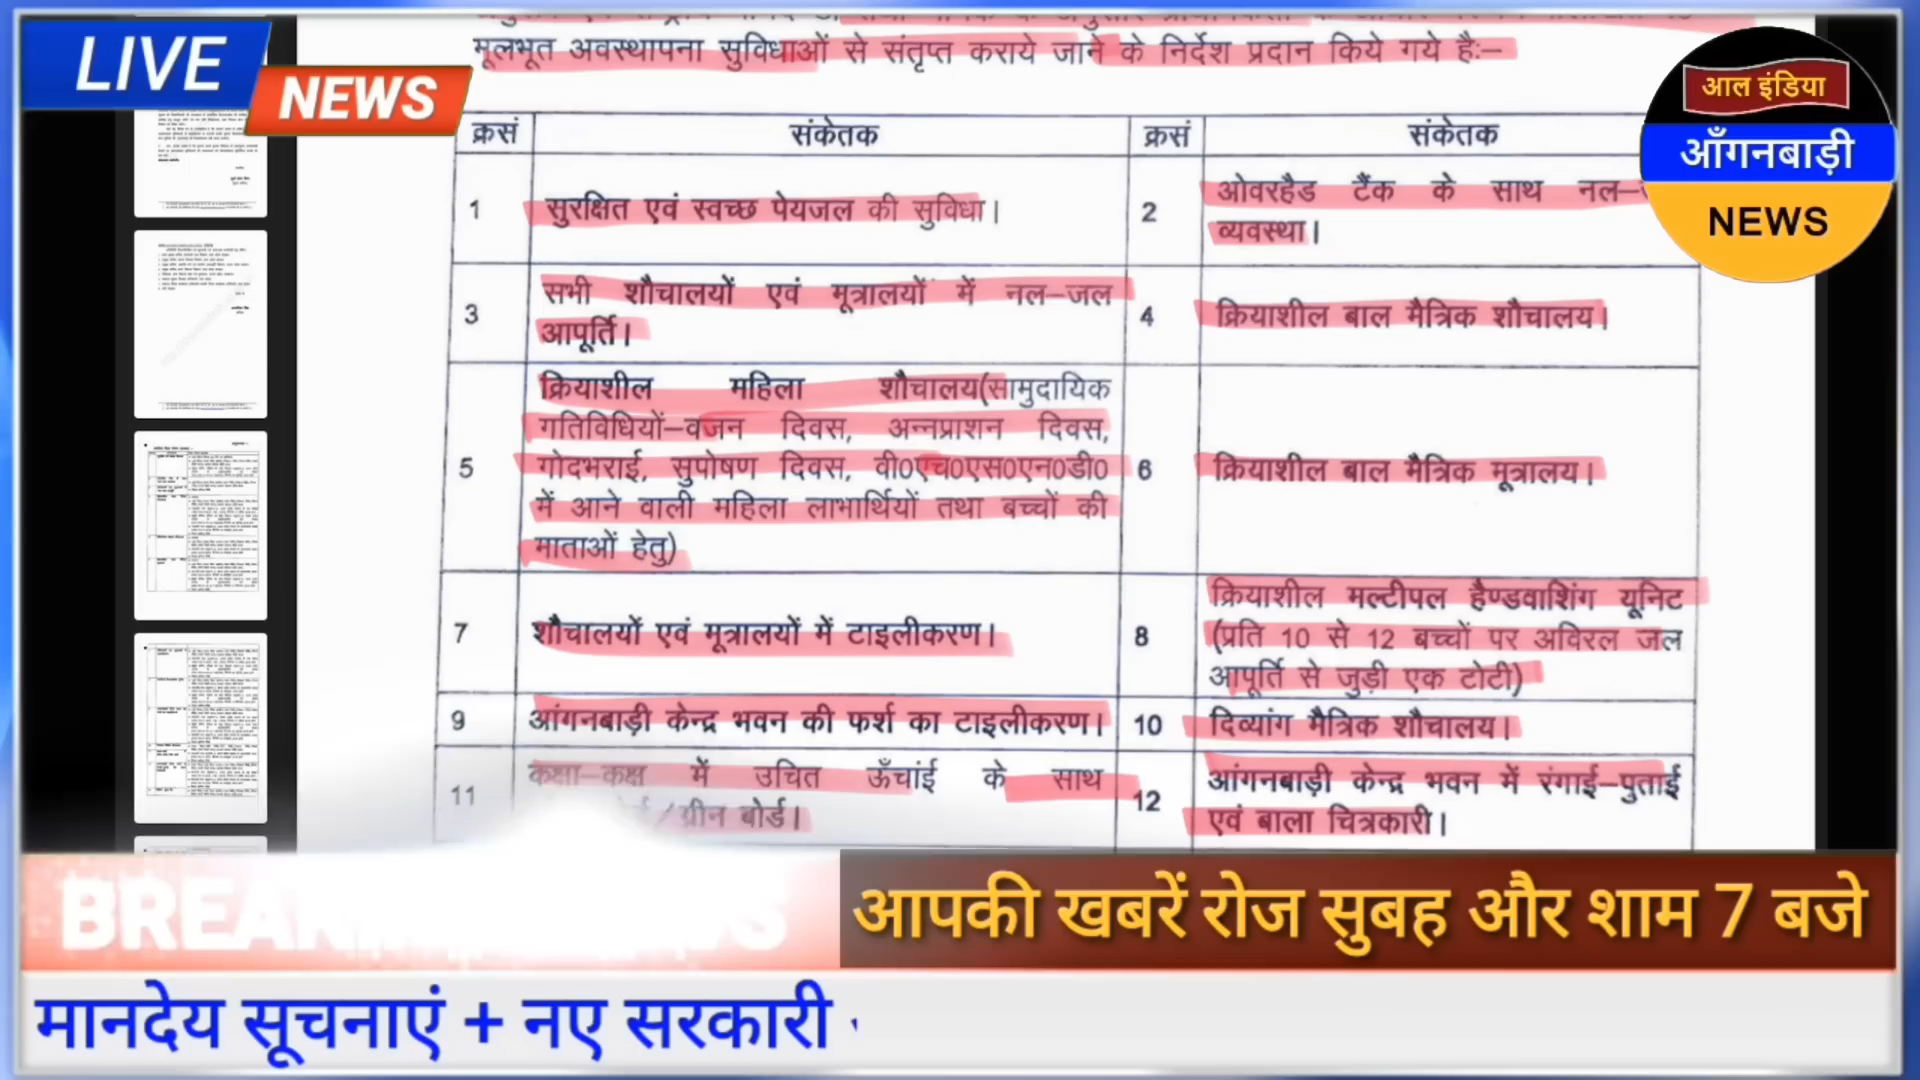 LIVE
NEWS
मूलभूत अवस्थापना सुविधाओं से संतृप्त कराये जाने के निर्देश प्रदान किये गये है:–
आल इंडिया
आँगनबाड़ी
NEWS
क्रसं संकेतक क्रसं संकेतक
1 सुरक्षित एवं स्वच्छ पेयजल की सुविधा।
2 ओवरहैड टैंक के साथ नल–
व्यवस्था।
3 सभी शौचालयों एवं मूत्रालयों में नल–जल
आपूर्ति।
4 क्रियाशील बाल मैत्रिक शौचालय।
5 क्रियाशील महिला शौचालय(सामुदायिक
गतिविधियों–वजन दिवस, अन्नप्राशन दिवस,
गोदभराई, सुपोषण दिवस, वी0एच0एस0एन0डी0
में आने वाली महिला लाभार्थियों तथा बच्चों की
माताओं हेतु)
6 क्रियाशील बाल मैत्रिक मूत्रालय।
7 शौचालयों एवं मूत्रालयों में टाइलीकरण।
8 क्रियाशील मल्टीपल हैण्डवाशिंग यूनिट
(प्रति 10 से 12 बच्चों पर अविरल जल
आपूर्ति से जुड़ी एक टोटी)
9 आंगनबाड़ी केन्द्र भवन की फर्श का टाइलीकरण।
10 दिव्यांग मैत्रिक शौचालय।
11 कक्षा–कक्ष में उचित ऊँचांई के साथ
/ग्रीन बोर्ड।
12 आंगनबाड़ी केन्द्र भवन में रंगाई–पुताई
एवं बाला चित्रकारी।
आपकी खबरें रोज सुबह और शाम 7 बजे
मानदेय सूचनाएं + नए सरकारी